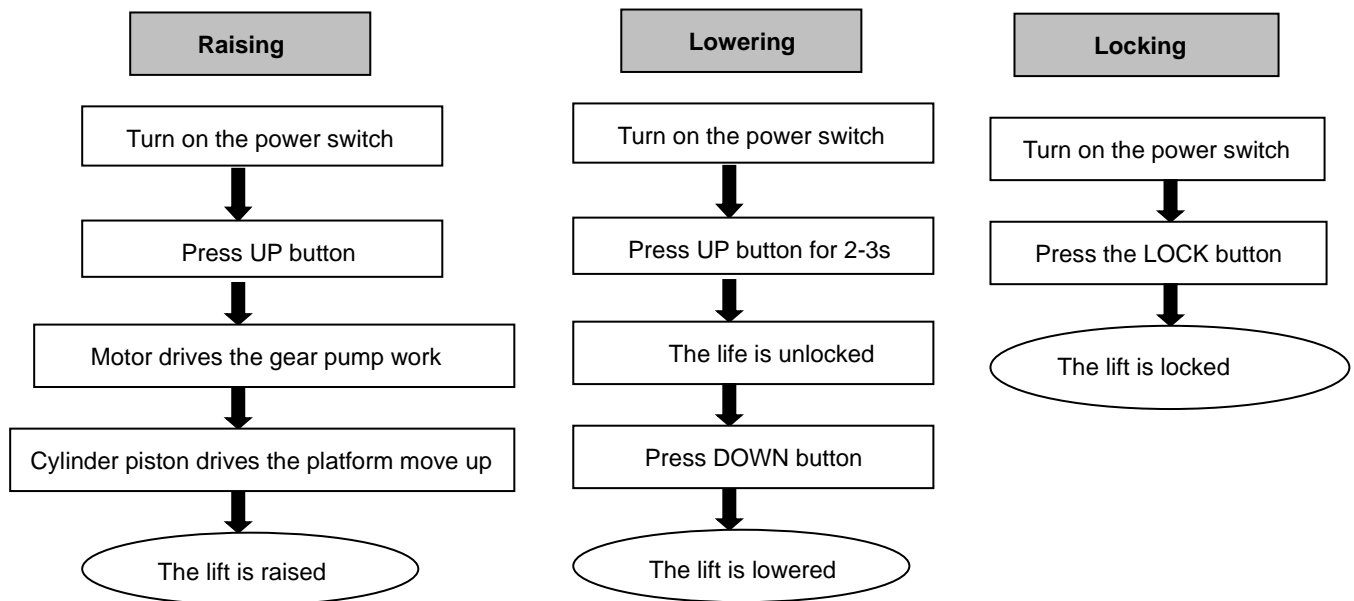 Raising
Turn on the power switch
Press UP button
Motor drives the gear pump work
Cylinder piston drives the platform move up
The lift is raised
Lowering
Turn on the power switch
Press UP button for 2-3s
The life is unlocked
Press DOWN button
The lift is lowered
Locking
Turn on the power switch
Press the LOCK button
The lift is locked